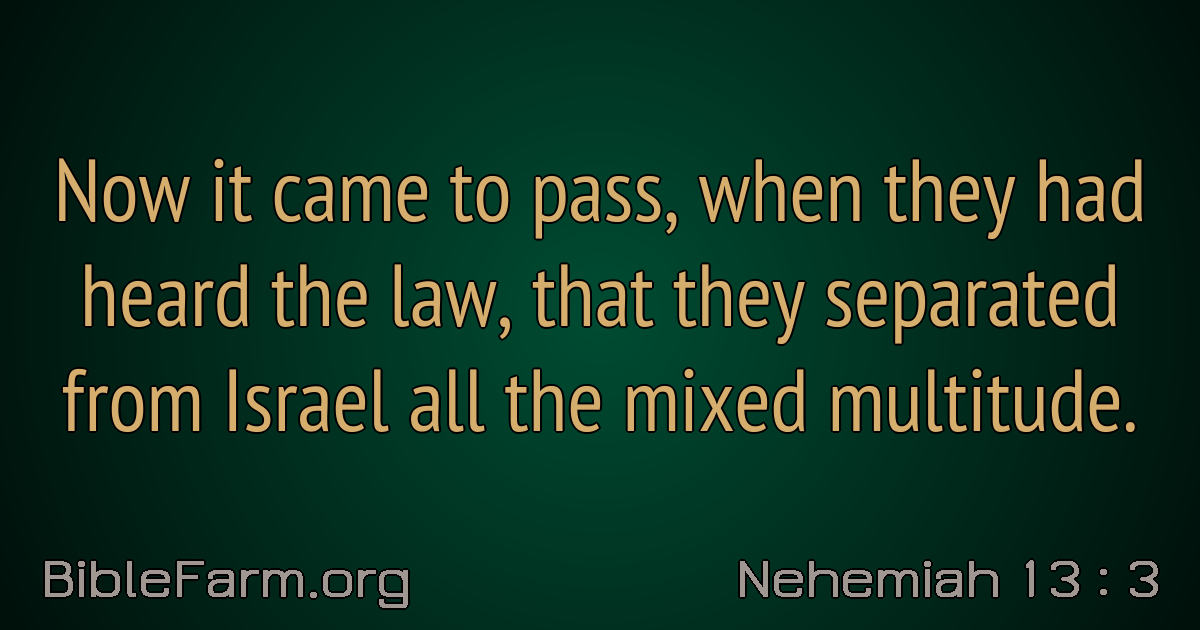 Now it came to pass, when they had
heard the law, that they separated
from Israel all the mixed multitude.
BibleFarm.org
Nehemiah 13 : 3